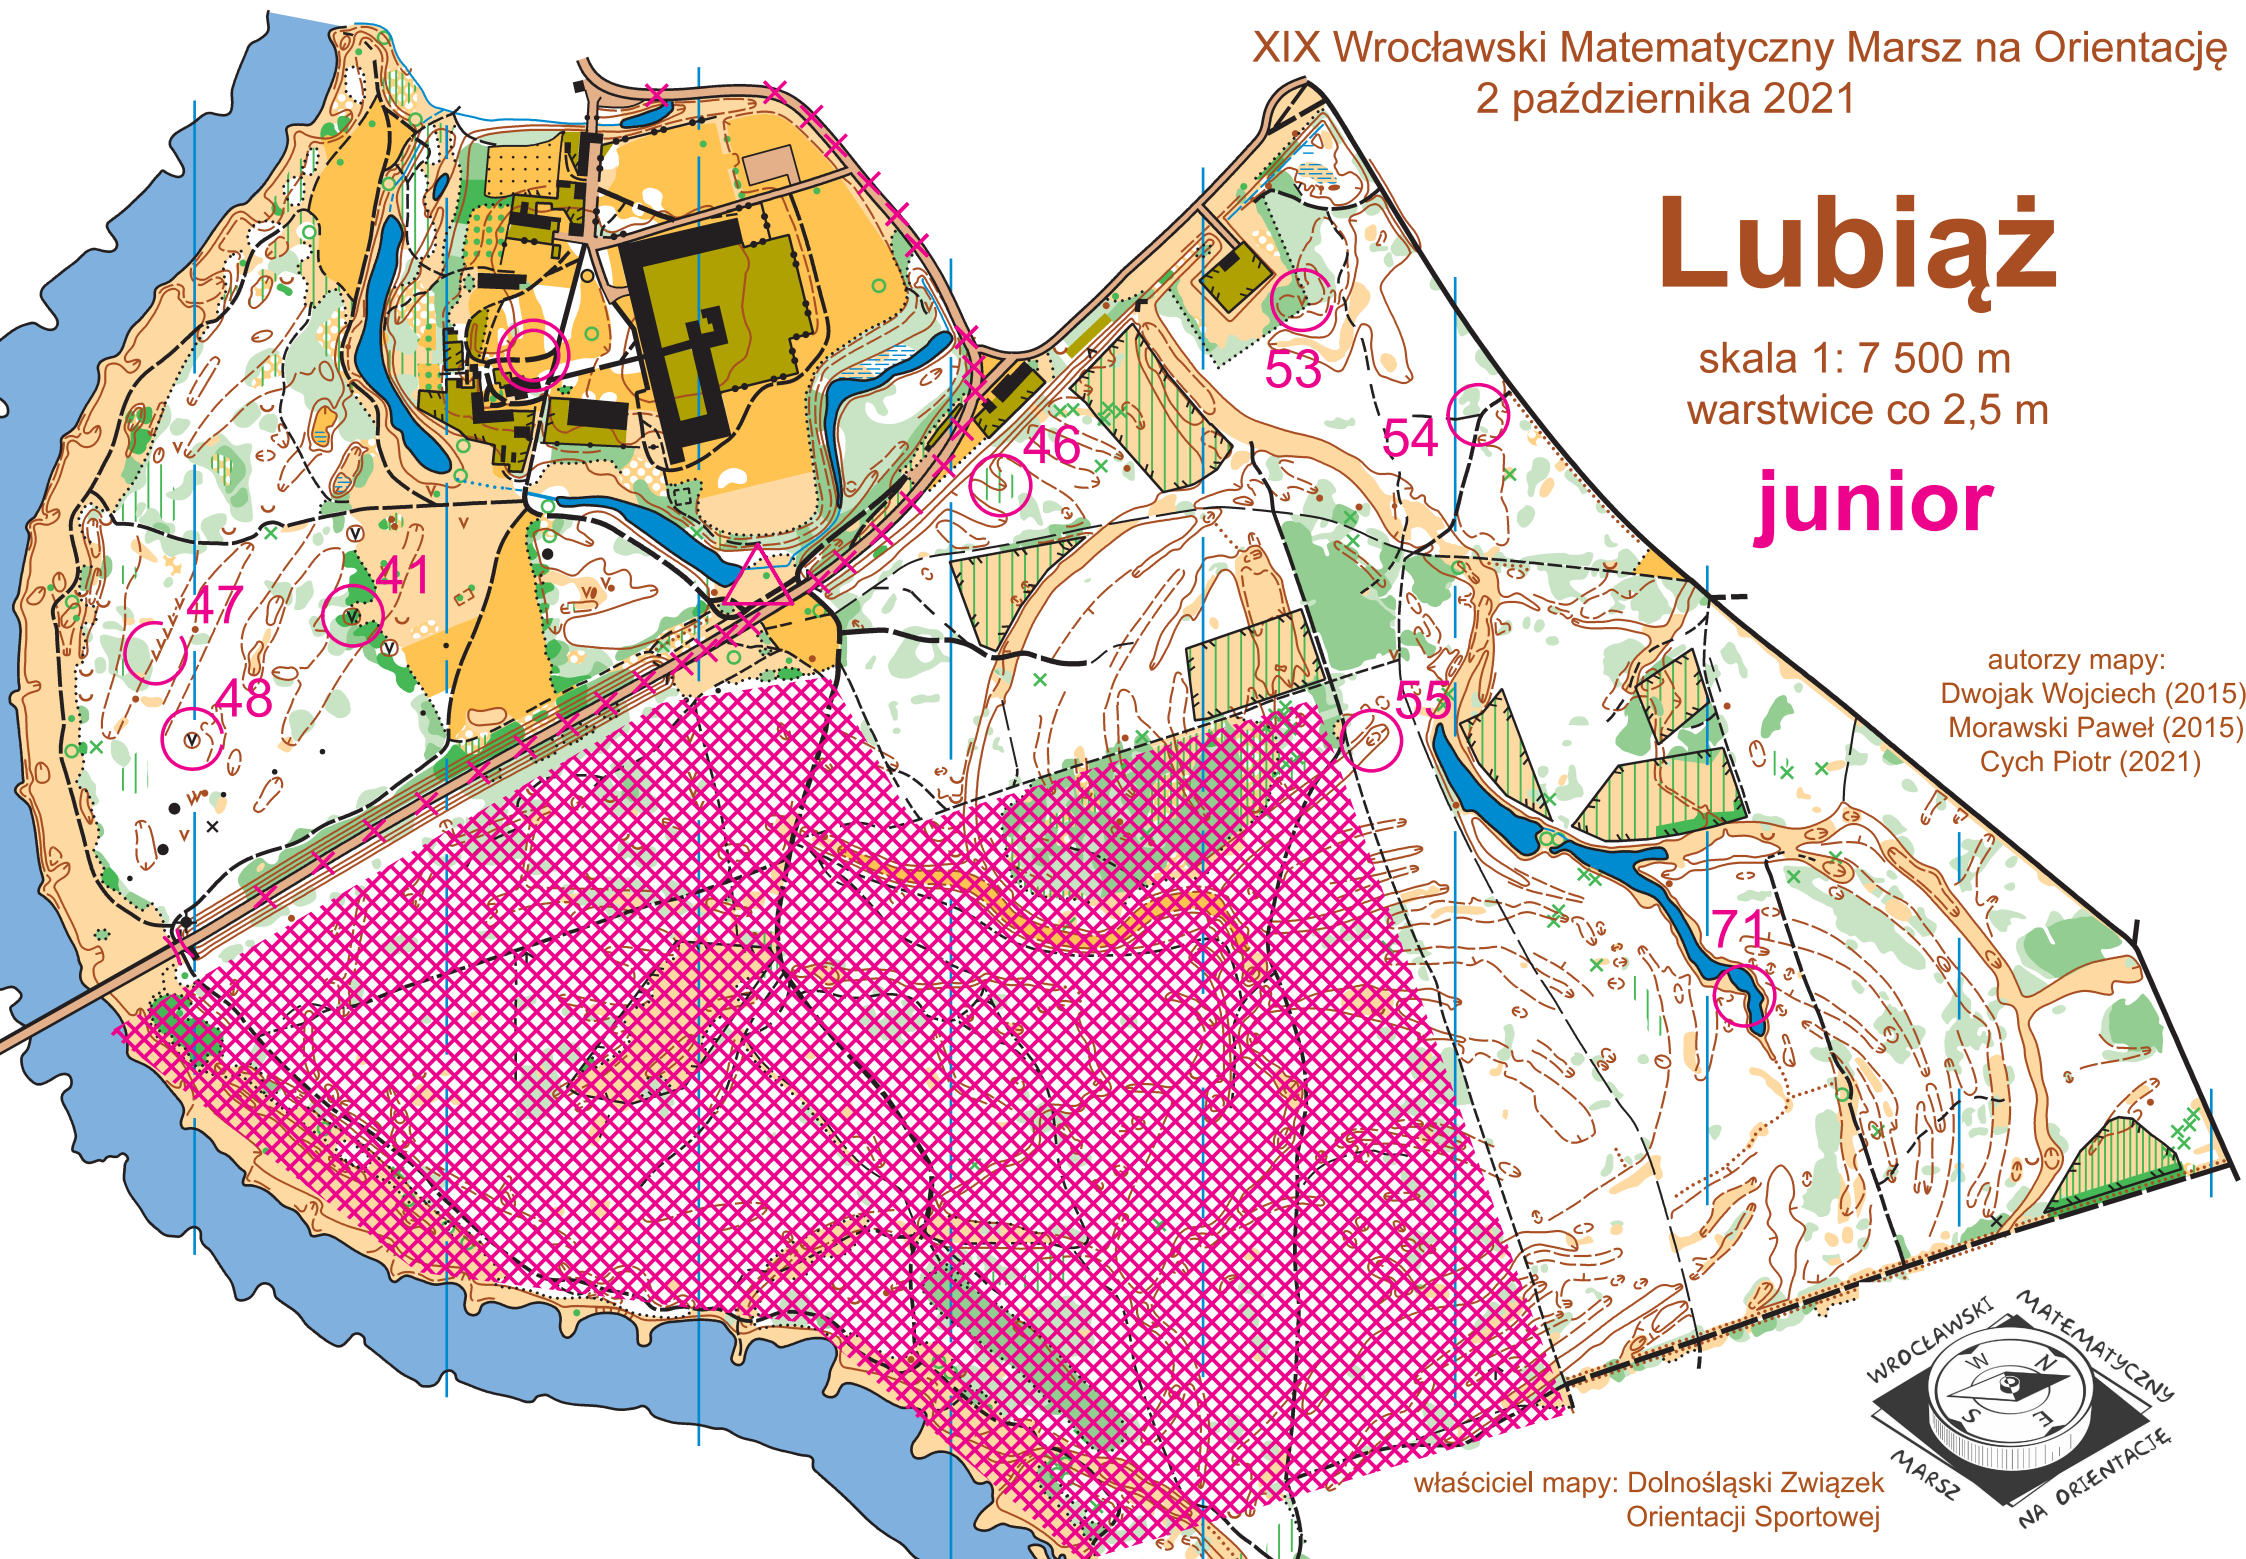 XIX Wrocławski Matematyczny Marsz na Orientację
2 października 2021
Lubiąż
skala 1: 7 500 m
warstwice co 2,5 m
junior
53
54
46
41
47
48
55
71
autorzy mapy:
Dwojak Wojciech (2015)
Morawski Paweł (2015)
Cych Piotr (2021)
WROCŁAWSKI
MATEMATYCZNY
MARSZ
NA ORIENTACJĘ
N
E
S
W
właściciel mapy: Dolnośląski Związek
Orientacji Sportowej